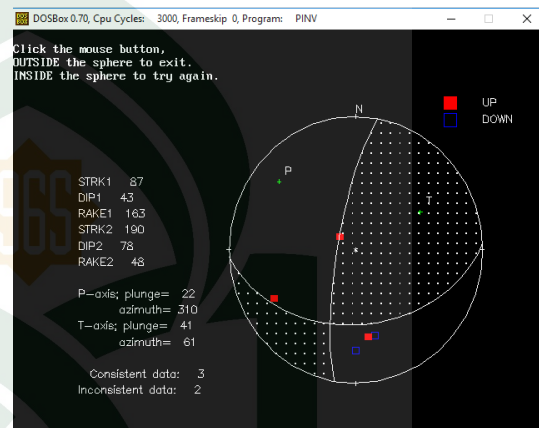 DOSBox 0.70, Cpu Cycles: 3000, Frameskip 0, Program: PINV
Click the mouse button,
OUTSIDE the sphere to exit.
INSIDE the sphere to try again.
UP
DOWN
N
P
T
STRK1 87
DIP1 43
RAKE1 163
STRK2 190
DIP2 78
RAKE2 48
P-axis; plunge= 22
azimuth= 310
T-axis; plunge= 41
azimuth= 61
Consistent data: 3
Inconsistent data: 2